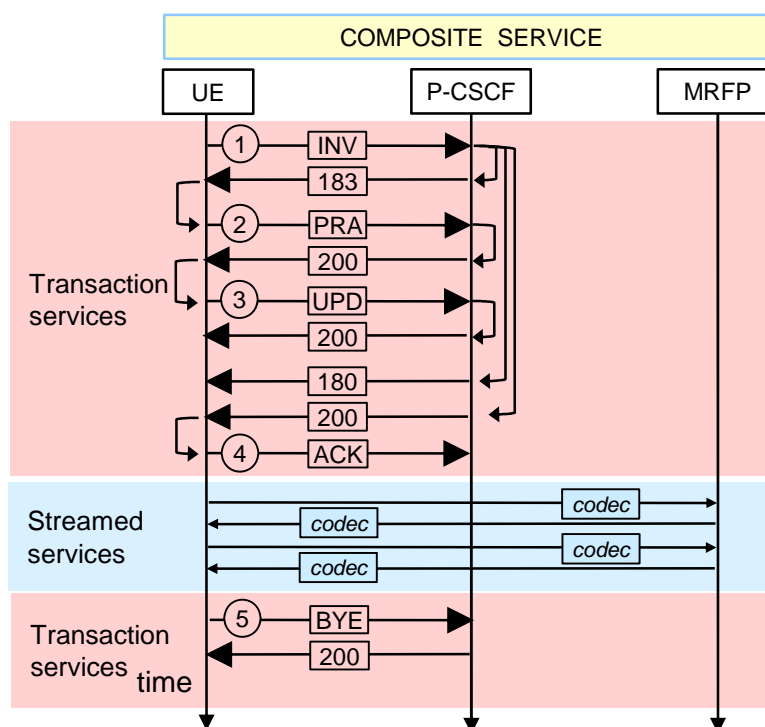 COMPOSITE SERVICE
UE
P-CSCF
MRFP
1
INV
183
2
PRA
200
Transaction
services
3
UPD
200
180
200
4
ACK
Streamed
services
codec
codec
codec
codec
5
BYE
Transaction
services
200
time